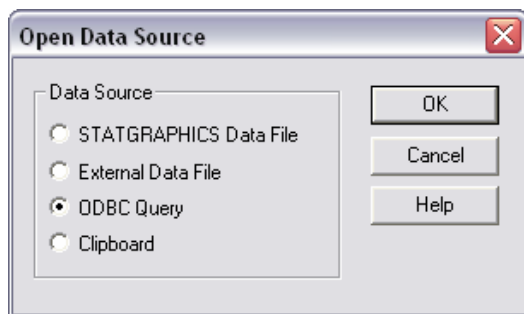 Open Data Source
Data Source
STATGRAPHICS Data File
External Data File
ODBC Query
Clipboard
OK
Cancel
Help